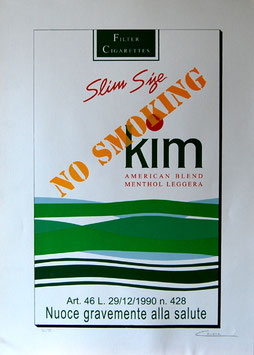 FILTER
CIGARETTES
Slim Size
NO SMOKING
kim
AMERICAN BLEND
MENTHOL LEGGERA
Art. 46 L. 29/12/1990 n. 428
Nuoce gravemente alla salute